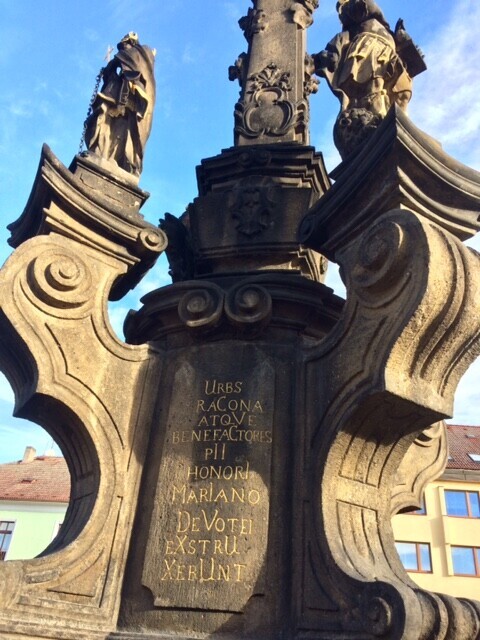 URBS
RACONA
ATQVE
BENEFACTORES
pII
HONORI
MARIANO
DeVOTEI
eXSTRU
XERUNT